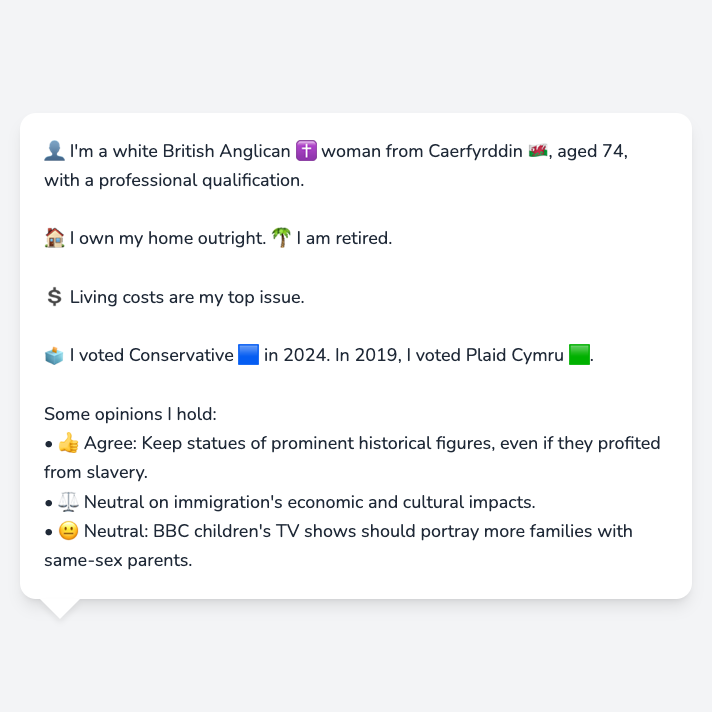 👤 I'm a white British Anglican ✝️ woman from Caerfyrddin 🏴󠁧󠁢󠁷󠁬󠁳󠁿, aged 74,
with a professional qualification.
🏠 I own my home outright. 🌴 I am retired.
💲 Living costs are my top issue.
🗳️ I voted Conservative 🟦 in 2024. In 2019, I voted Plaid Cymru 🟩.
Some opinions I hold:
• 👍 Agree: Keep statues of prominent historical figures, even if they profited
from slavery.
• ⚖️ Neutral on immigration's economic and cultural impacts.
• 😐 Neutral: BBC children's TV shows should portray more families with
same-sex parents.